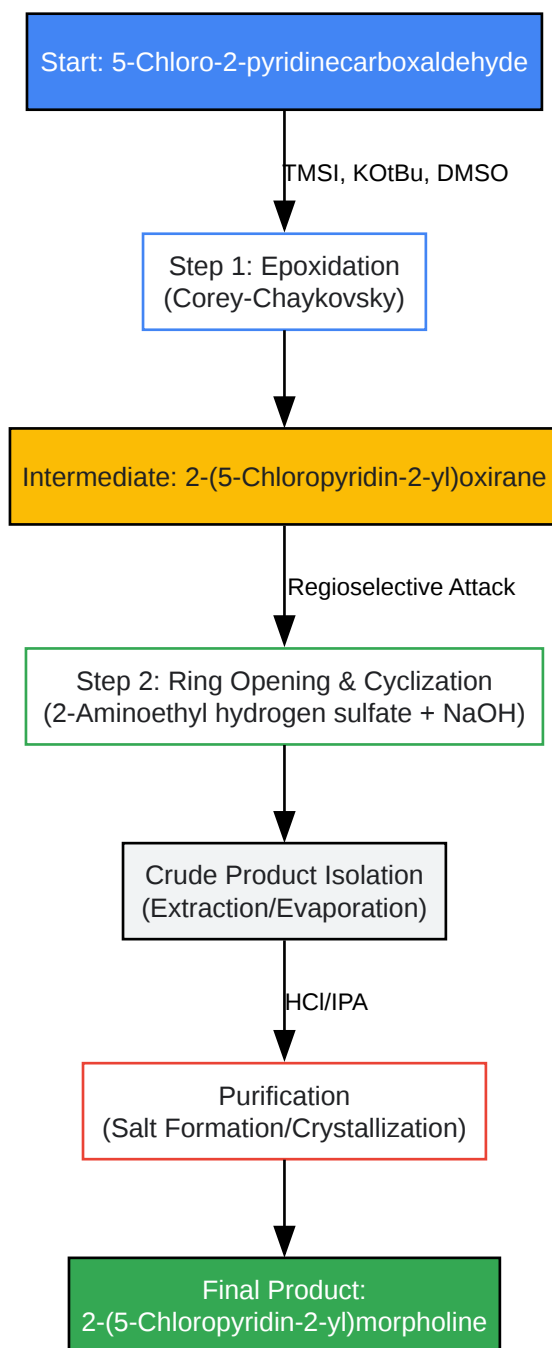 Start: 5-Chloro-2-pyridinecarboxaldehyde
TMSI, KOtBu, DMSO
Step 1: Epoxidation
(Corey-Chaykovsky)
Intermediate: 2-(5-Chloropyridin-2-yl)oxirane
Regioselective Attack
Step 2: Ring Opening & Cyclization
(2-Aminoethyl hydrogen sulfate + NaOH)
Crude Product Isolation
(Extraction/Evaporation)
HCl/IPA
Purification
(Salt Formation/Crystallization)
Final Product:
2-(5-Chloropyridin-2-yl)morpholine